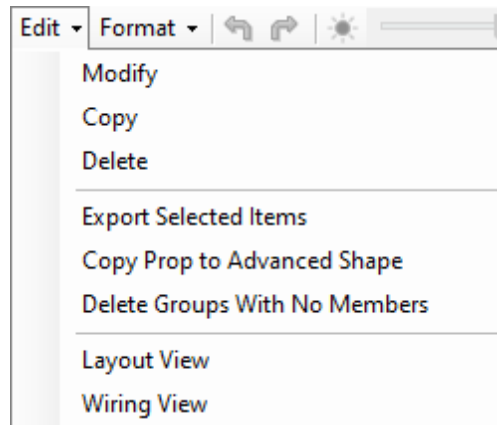 Edit Format
Modify
Copy
Delete
Export Selected Items
Copy Prop to Advanced Shape
Delete Groups With No Members
Layout View
Wiring View